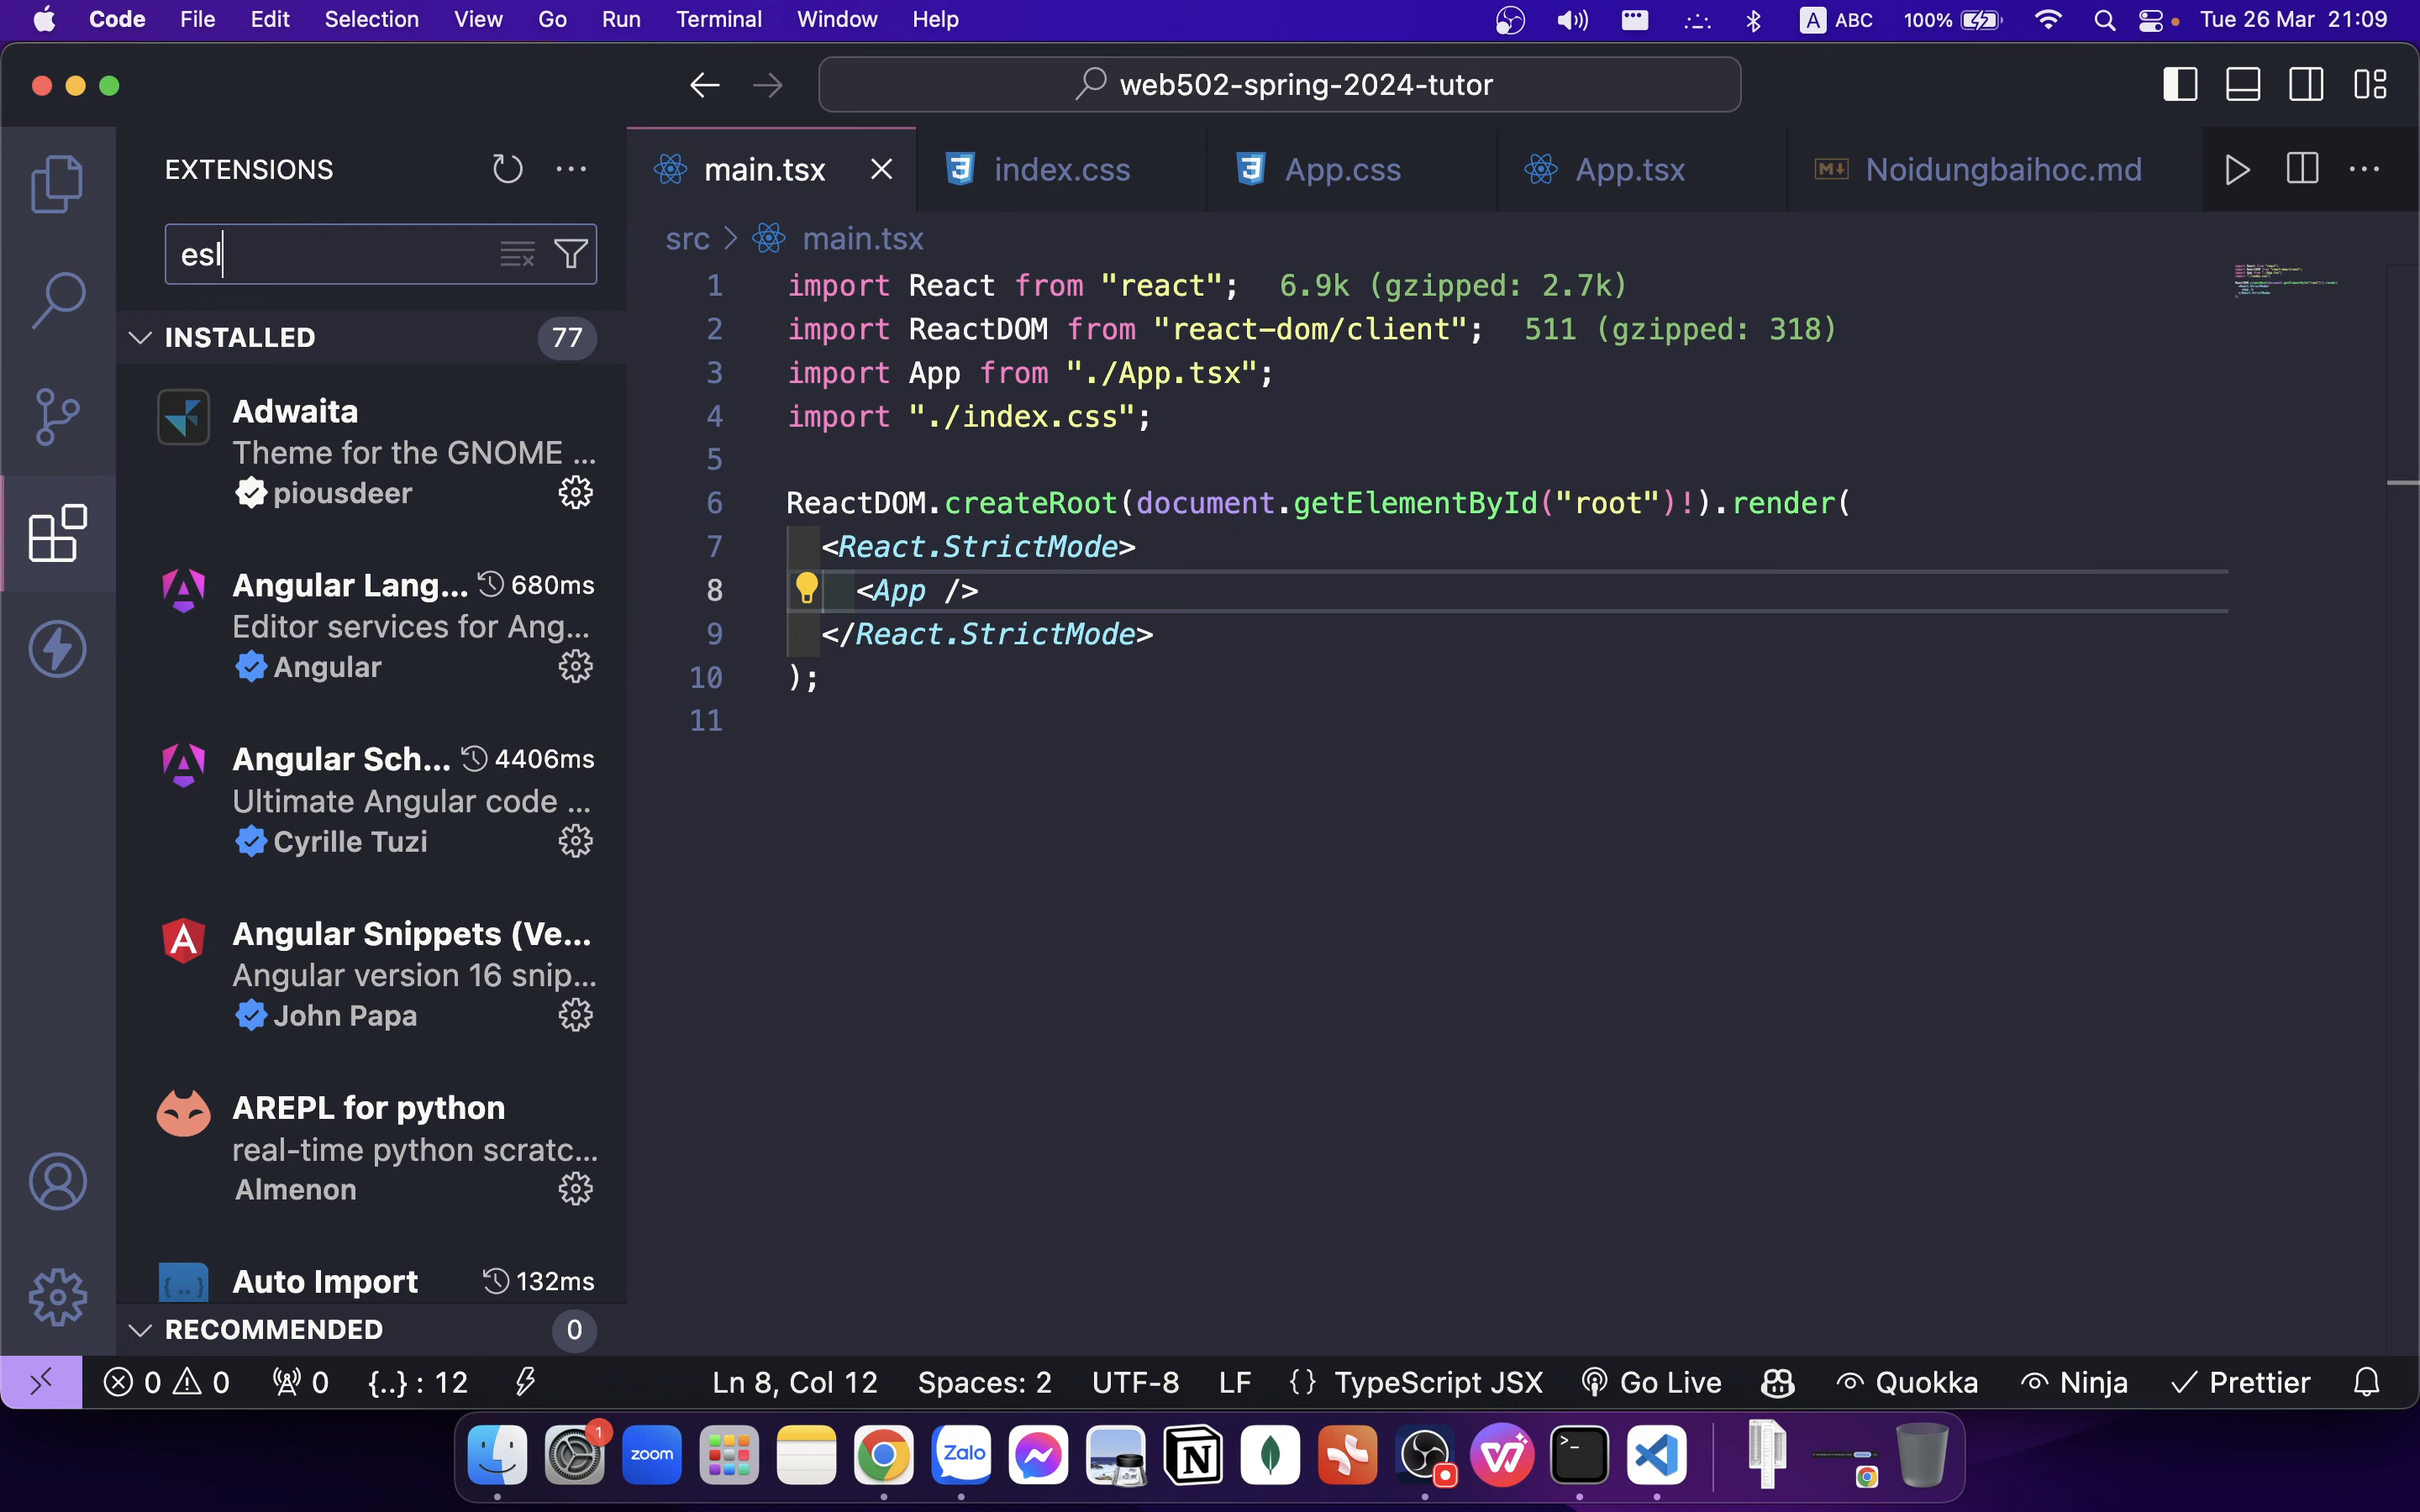 Code File Edit Selection View Go Run Terminal Window Help A ABC 100% Tue 26 Mar 21:09
web502-spring-2024-tutor
EXTENSIONS
esl
INSTALLED 77
Adwaita
Theme for the GNOME ...
piousdeer
Angular Lang... 680ms
Editor services for Ang...
Angular
Angular Sch... 4406ms
Ultimate Angular code ...
Cyrille Tuzi
Angular Snippets (Ve...
Angular version 16 snip...
John Papa
AREPL for python
real-time python scratc...
Almenon
Auto Import 132ms
RECOMMENDED 0
main.tsx index.css App.css App.tsx Noidungbaihoc.md
src > main.tsx
1 import React from "react"; 6.9k (gzipped: 2.7k)
2 import ReactDOM from "react-dom/client"; 511 (gzipped: 318)
3 import App from "./App.tsx";
4 import "./index.css";
5
6 ReactDOM.createRoot(document.getElementById("root")!).render(
7 <React.StrictMode>
8 <App />
9 </React.StrictMode>
10 );
11
0 0 0 {..} : 12 Ln 8, Col 12 Spaces: 2 UTF-8 LF {} TypeScript JSX Go Live Quokka Ninja Prettier
1 zoom Zalo N